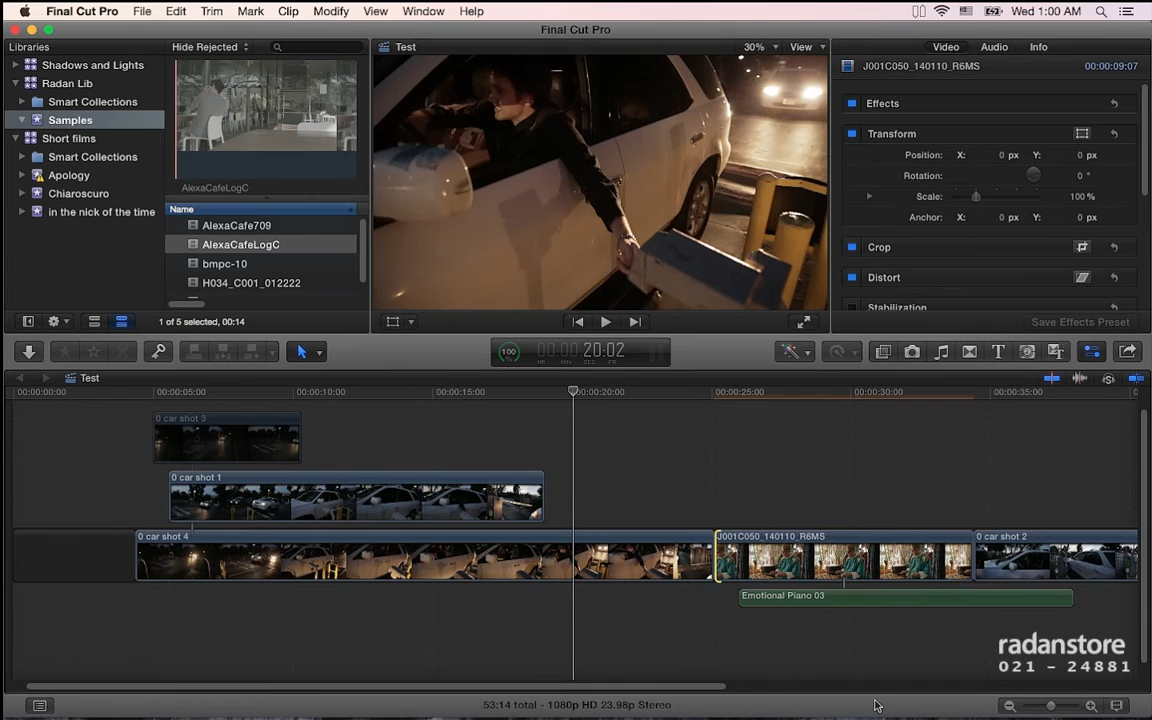 Final Cut Pro File Edit Trim Mark Clip Modify View Window Help Wed 1:00 AM
Final Cut Pro
Libraries
Hide Rejected
Test
30%
View
Video
Audio
Info
Shadows and Lights
Radan Lib
Smart Collections
Samples
Short films
Smart Collections
Apology
Chiaroscuro
in the nick of the time
AlexaCafeLogC
Name
AlexaCafe709
AlexaCafeLogC
bmpc-10
H034_C001_012222
1 of 5 selected, 00:14
J001C050_140110_R6MS
00:00:09:07
Effects
Transform
Position: X: 0 px Y: 0 px
Rotation: 0 °
Scale: 100 %
Anchor: X: 0 px Y: 0 px
Crop
Distort
Stabilization
Save Effects Preset
100
00:00:20:02
HR MIN SEC FR
Test
00:00:00:00
00:00:05:00
00:00:10:00
00:00:15:00
00:00:20:00
00:00:25:00
00:00:30:00
00:00:35:00
0 car shot 3
0 car shot 1
0 car shot 4
J001C050_140110_R6MS
0 car shot 2
Emotional Piano 03
radanstore
021 - 24881
53:14 total - 1080p HD 23.98p Stereo